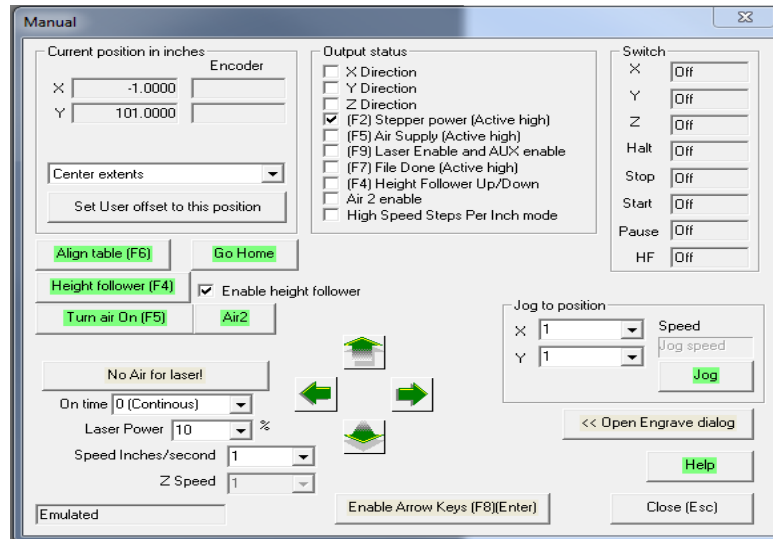 Manual
Current position in inches
Encoder
X -1.0000
Y 101.0000
Center extents
Set User offset to this position
Output status
X Direction
Y Direction
Z Direction
(F2) Stepper power (Active high)
(F5) Air Supply (Active high)
(F9) Laser Enable and AUX enable
(F7) File Done (Active high)
(F4) Height Follower Up/Down
Air 2 enable
High Speed Steps Per Inch mode
Switch
X Off
Y Off
Z Off
Halt Off
Stop Off
Start Off
Pause Off
HF Off
Align table (F6) Go Home
Height follower (F4) Enable height follower
Turn air On (F5) Air2
No Air for laser!
On time 0 (Continous)
Laser Power 10 %
Speed Inches/second 1
Z Speed 1
Emulated
Jog to position
X 1 Speed
Jog speed
Y 1
Jog
<< Open Engrave dialog
Help
Enable Arrow Keys (F8)(Enter) Close (Esc)